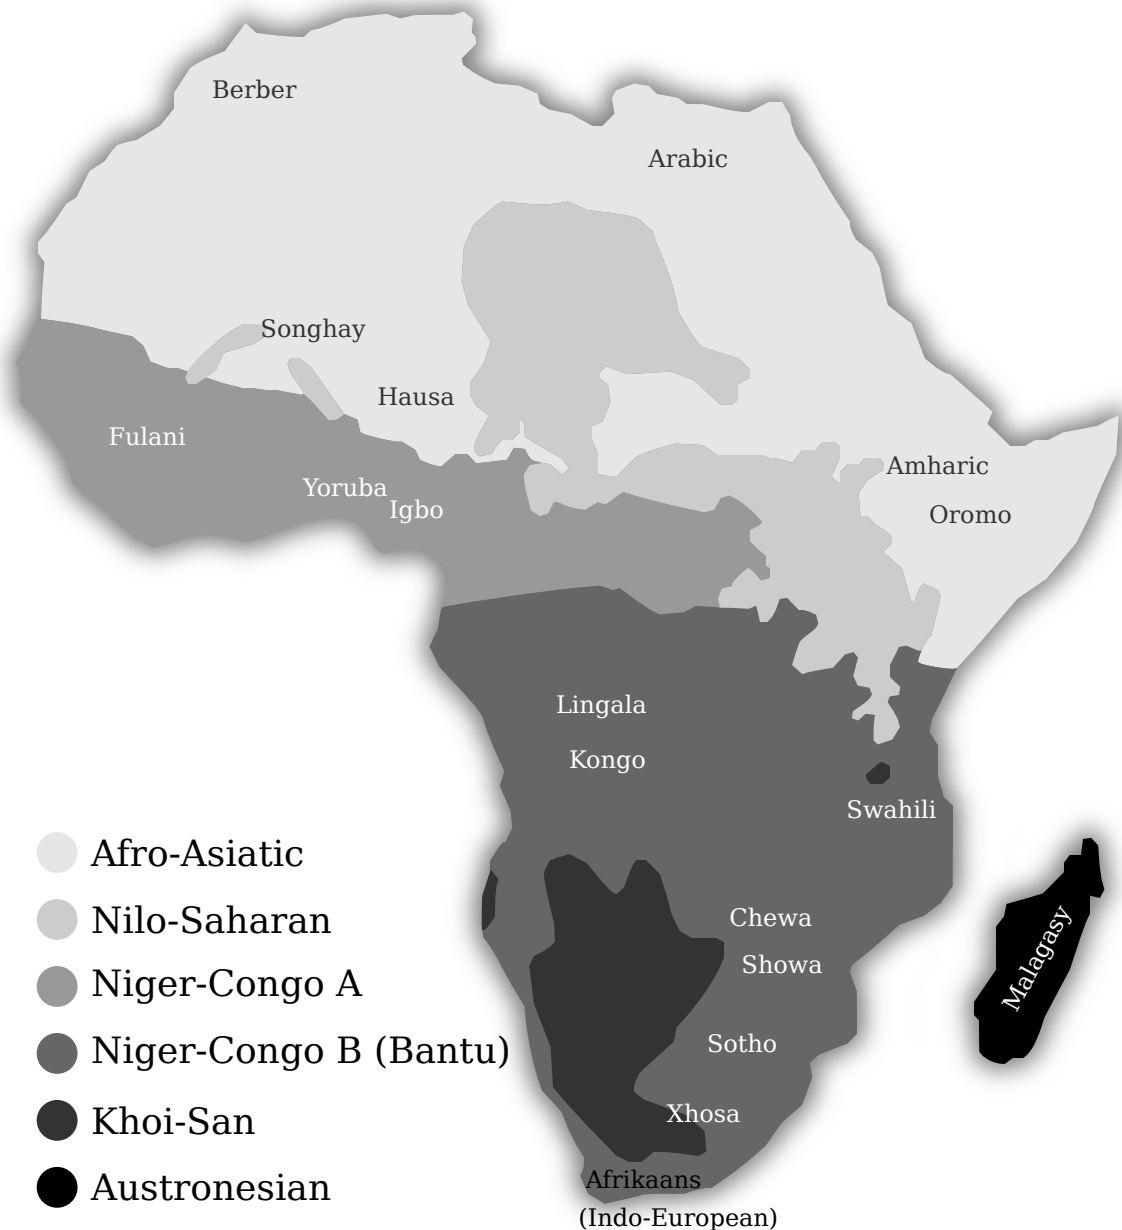 Berber
Arabic
Songhay
Hausa
Fulani
Amharic
Yoruba
Igbo
Oromo
Lingala
Kongo
Swahili
Afro-Asiatic
Nilo-Saharan
Niger-Congo A
Niger-Congo B (Bantu)
Khoi-San
Austronesian
Chewa
Showa
Malagasy
Sotho
Xhosa
Afrikaans
(Indo-European)